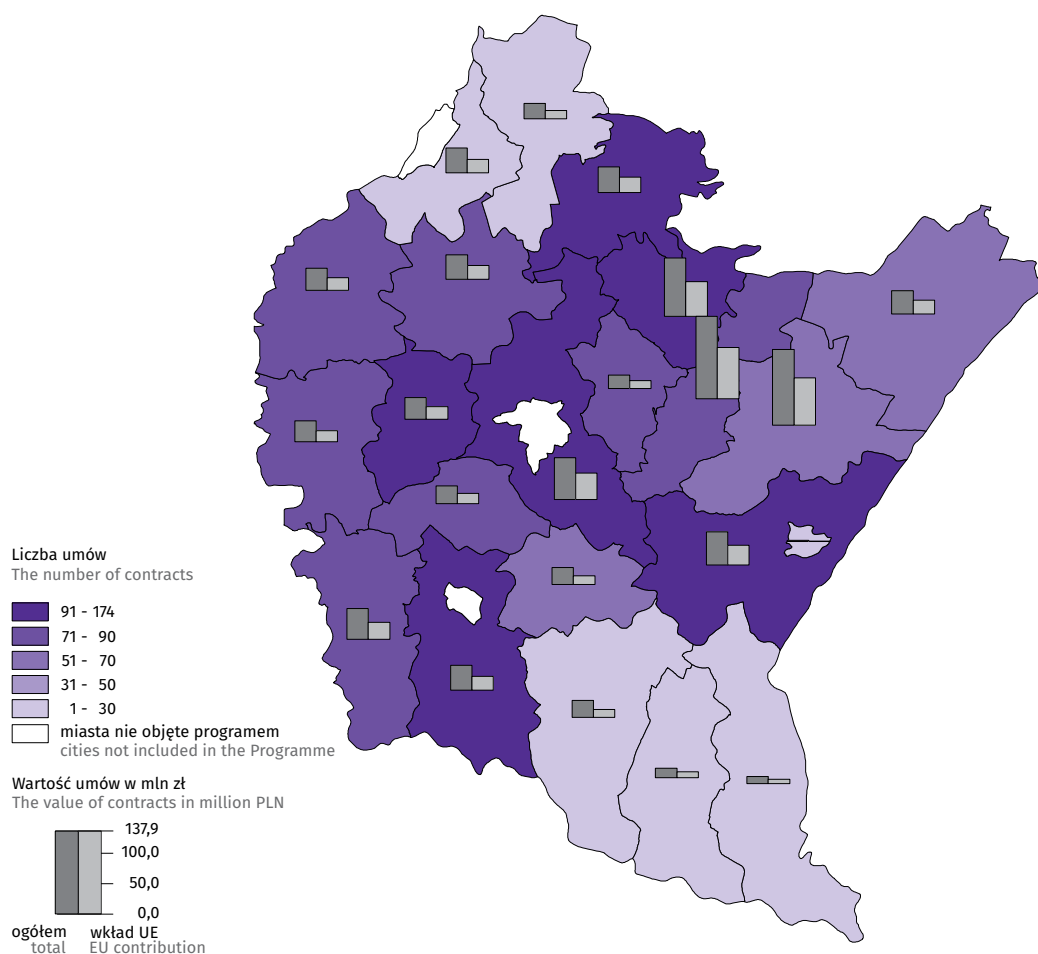 Liczba umów
The number of contracts
91 - 174
71 - 90
51 - 70
31 - 50
1 - 30
miasta nie objęte programem
cities not included in the Programme
Wartość umów w mln zł
The value of contracts in million PLN
137,9
100,0
50,0
0,0
ogółem wkład UE
total EU contribution